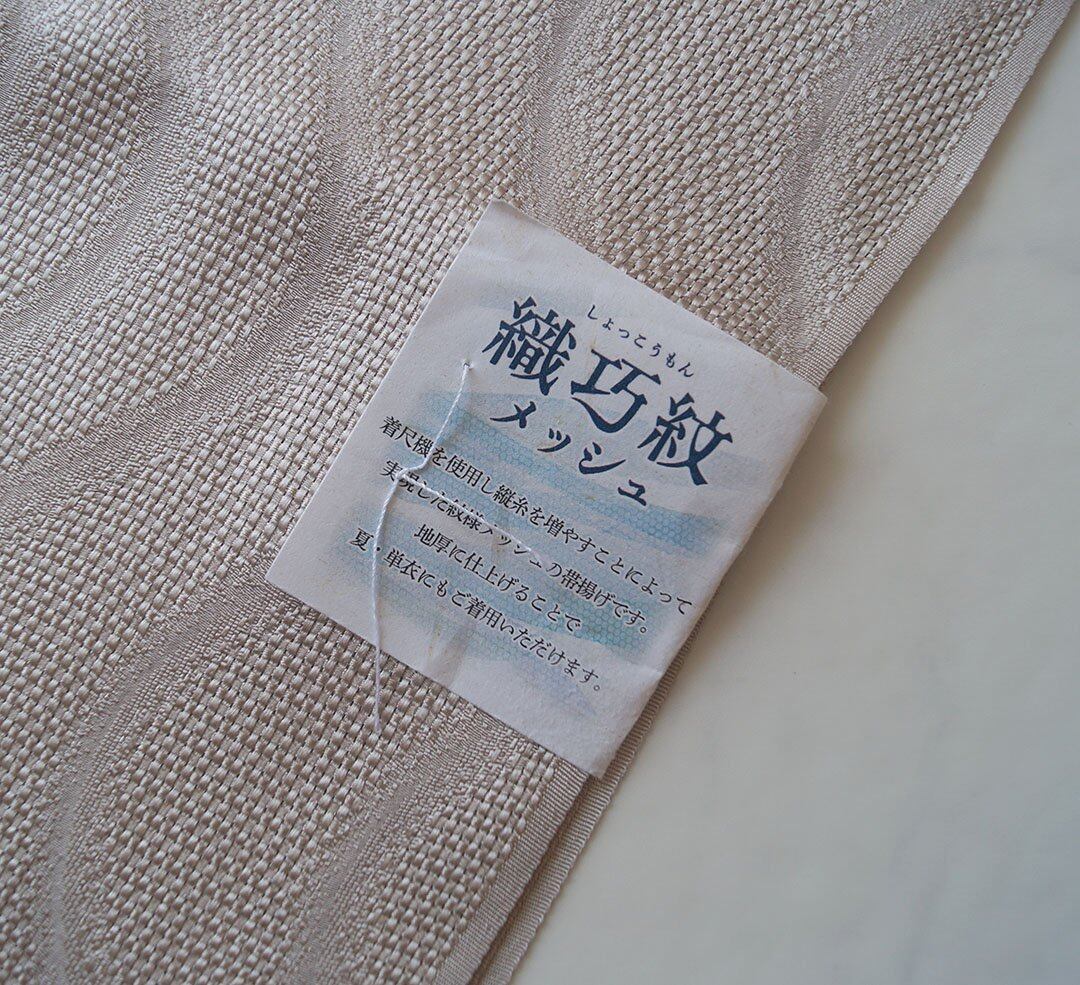 しょっこうもん
織巧紋
メッシュ
着尺機を使用し縦糸を増やすことによって
実現した紋様メッシュの帯揚げです。
地厚に仕上げることで
夏・単衣にもご着用いただけます。